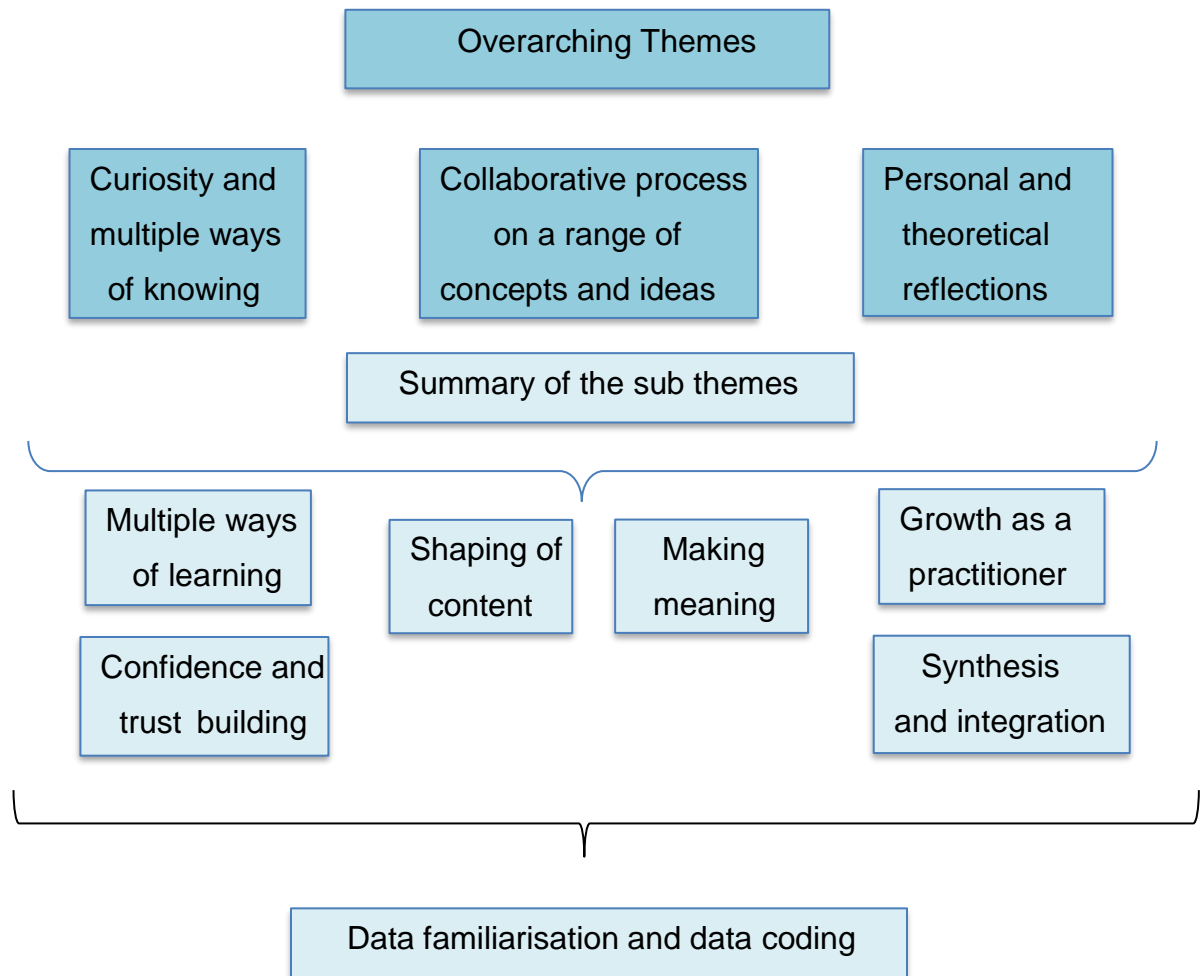 Overarching Themes
Curiosity and
multiple ways
of knowing
Collaborative process
on a range of
concepts and ideas
Personal and
theoretical
reflections
Summary of the sub themes
Multiple ways
of learning
Confidence and
trust building
Shaping of
content
Making
meaning
Growth as a
practitioner
Synthesis
and integration
Data familiarisation and data coding